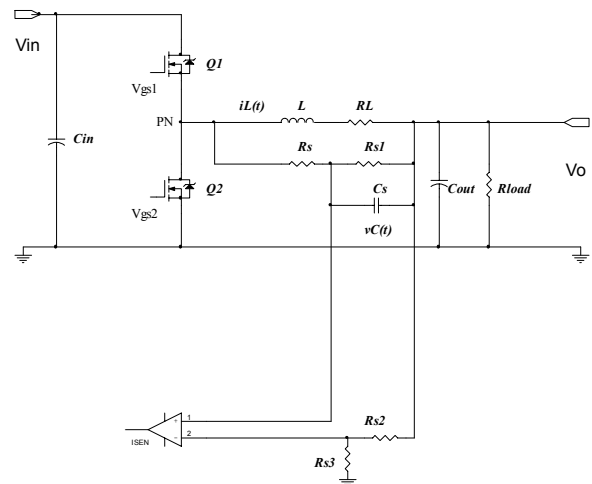 Vin
Q1
Vgs1
iL(t) L RL
PN
Rs Rs1
Cin
Q2
Cs
Cout Rload
Vo
Vgs2
vC(t)
Rs2
+ 1
ISEN
- 2
Rs3